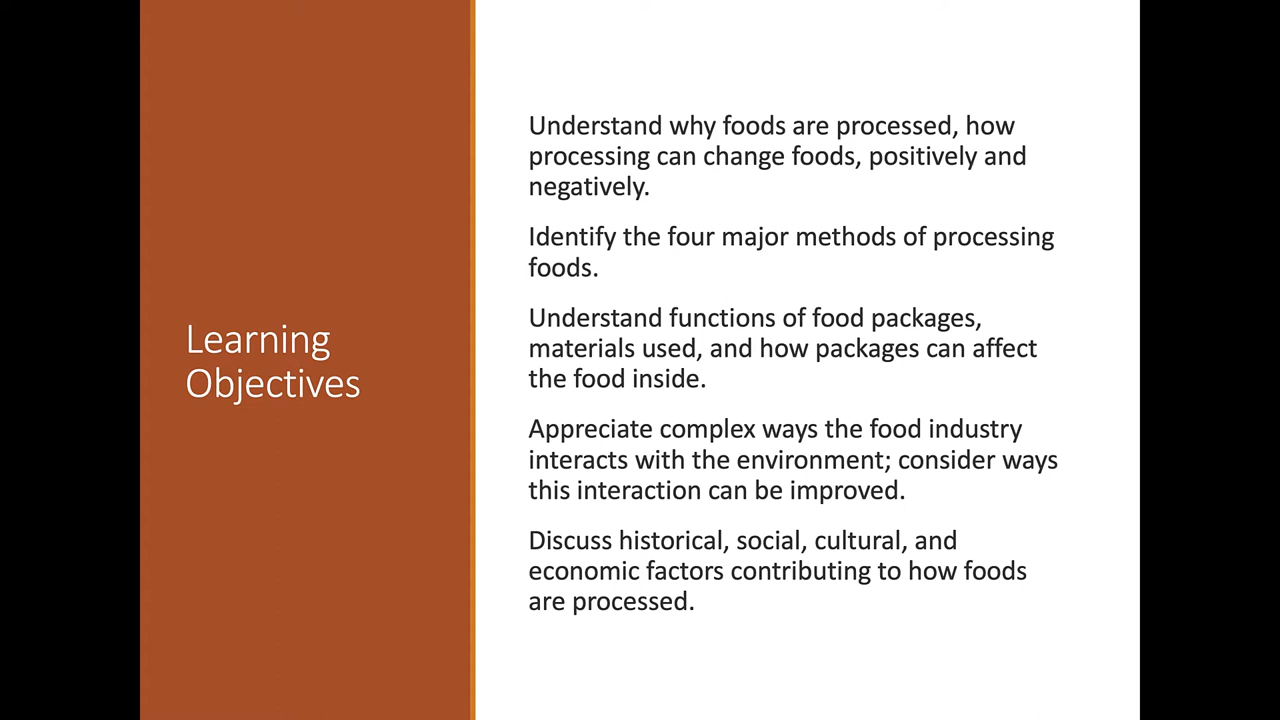 Learning
Objectives
Understand why foods are processed, how
processing can change foods, positively and
negatively.
Identify the four major methods of processing
foods.
Understand functions of food packages,
materials used, and how packages can affect
the food inside.
Appreciate complex ways the food industry
interacts with the environment; consider ways
this interaction can be improved.
Discuss historical, social, cultural, and
economic factors contributing to how foods
are processed.